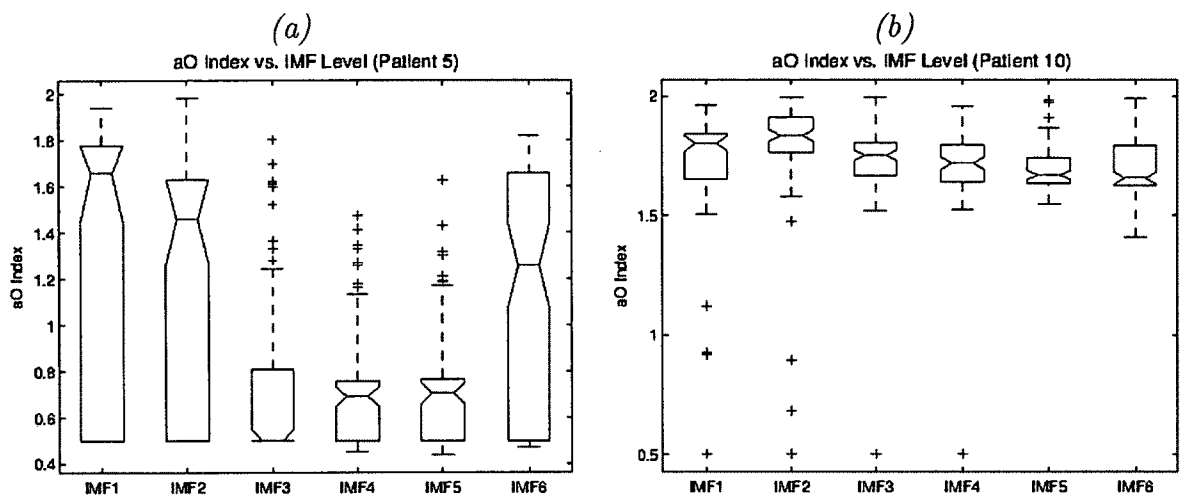 (a)
aO Index vs. IMF Level (Patient 5)
2
1.8
1.6
1.4
1.2
1
0.8
0.6
0.4
aO Index
IMF1 IMF2 IMF3 IMF4 IMF5 IMF6
(b)
aO Index vs. IMF Level (Patient 10)
2
1.5
1
0.5
aO Index
IMF1 IMF2 IMF3 IMF4 IMF5 IMF6